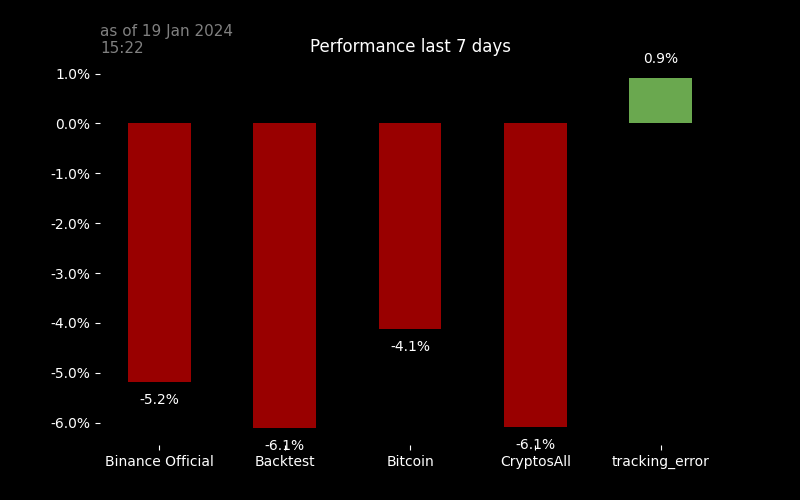 as of 19 Jan 2024
15:22
Performance last 7 days
0.9%
1.0%
0.0%
-1.0%
-2.0%
-3.0%
-4.0%
-5.0%
-6.0%
-5.2%
-6.1%
-4.1%
-6.1%
Binance Official
Backtest
Bitcoin
CryptosAll
tracking_error